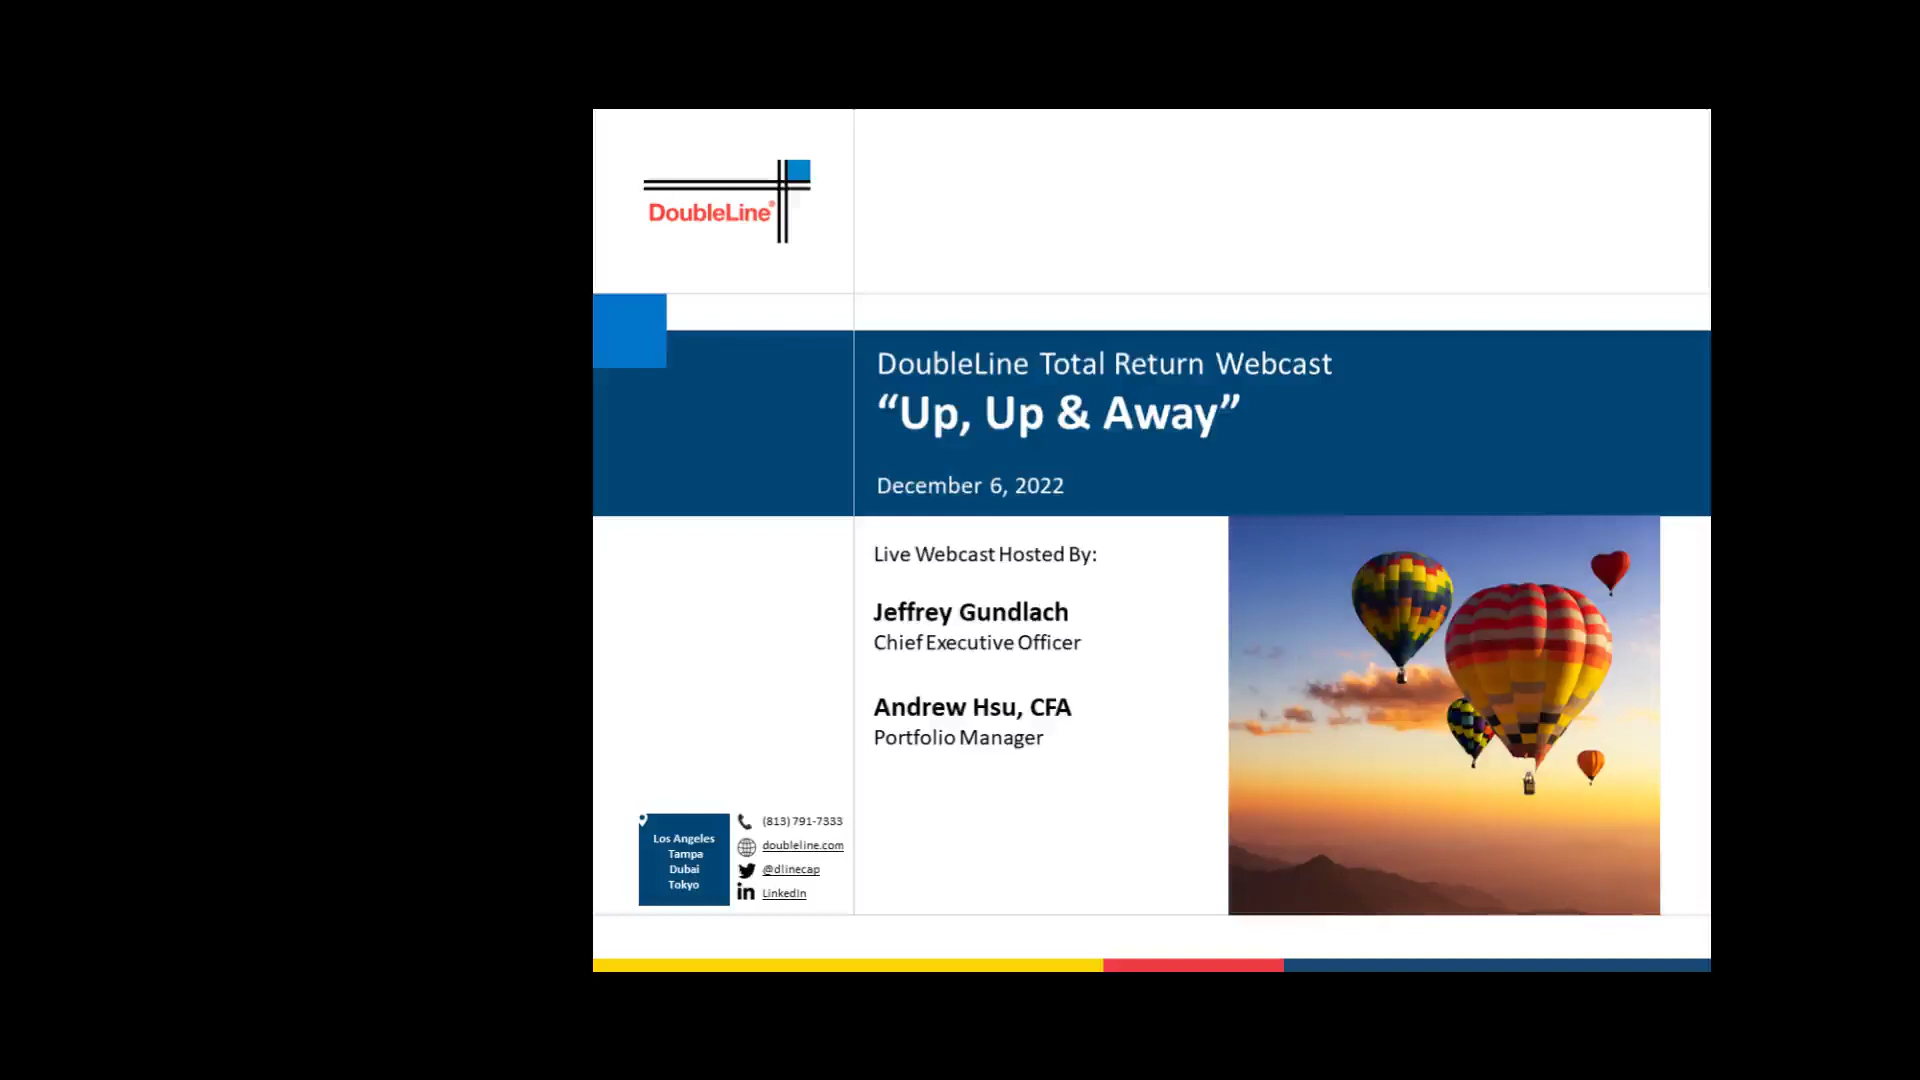 DoubleLine®
DoubleLine Total Return Webcast
“Up, Up & Away”
December 6, 2022
Live Webcast Hosted By:
Jeffrey Gundlach
Chief Executive Officer
Andrew Hsu, CFA
Portfolio Manager
Los Angeles
Tampa
Dubai
Tokyo
(813) 791-7333
doubleline.com
@dlinecap
in LinkedIn